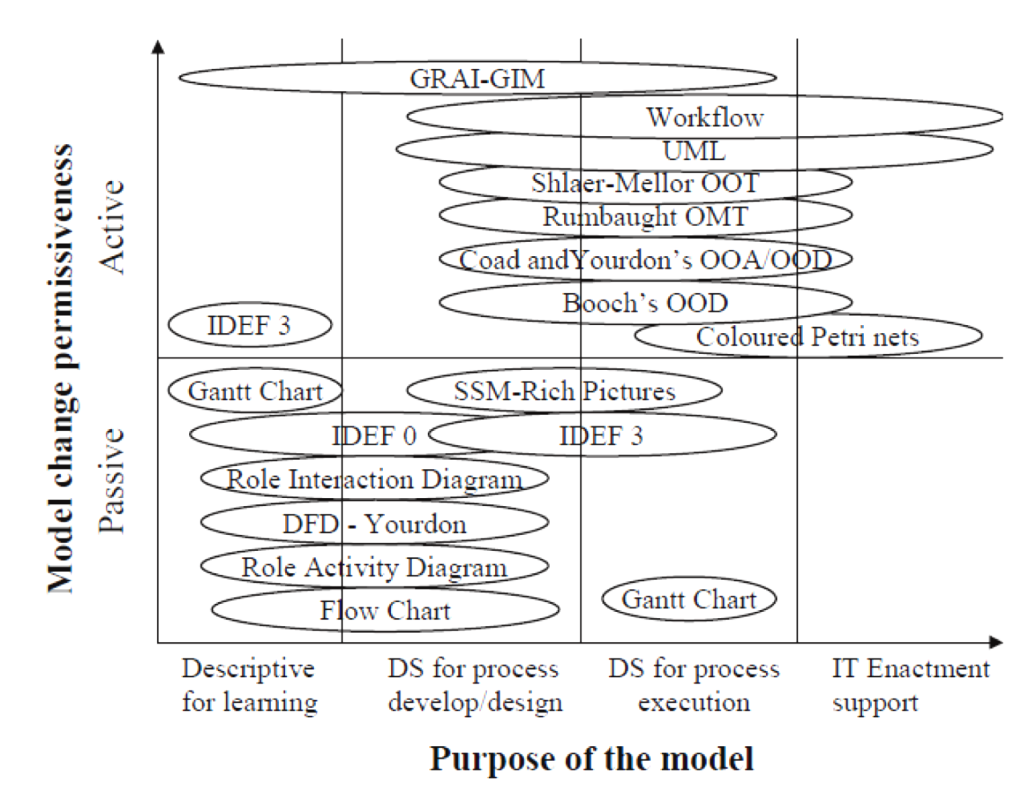 GRAI-GIM
Workflow
UML
Shlaer-Mellor OOT
Rumbaught OMT
Coad andYourdon's OOA/OOD
Booch's OOD
IDEF 3
Coloured Petri nets
Gantt Chart
SSM-Rich Pictures
IDEF 0
IDEF 3
Role Interaction Diagram
DFD - Yourdon
Role Activity Diagram
Gantt Chart
Flow Chart
Model change permissiveness
Active
Passive
Descriptive
for learning
DS for process
develop/design
DS for process
execution
IT Enactment
support
Purpose of the model